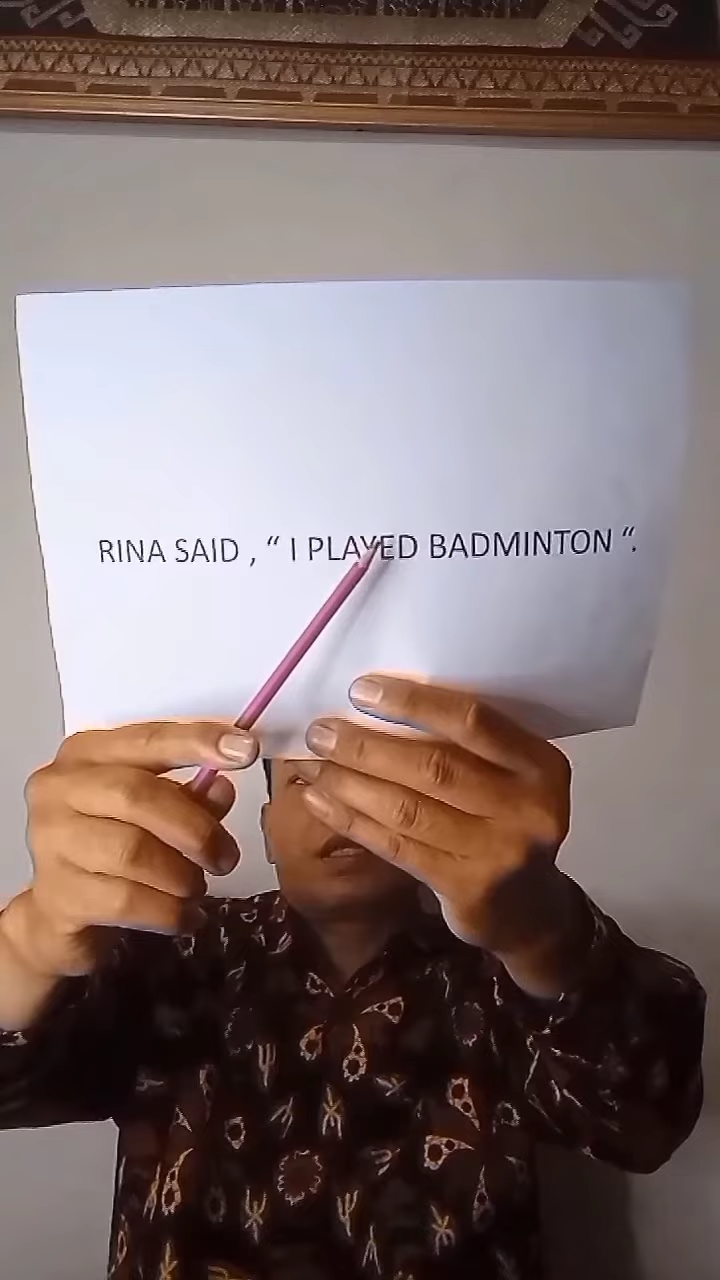 RINA SAID , “ I PLAYED BADMINTON “.